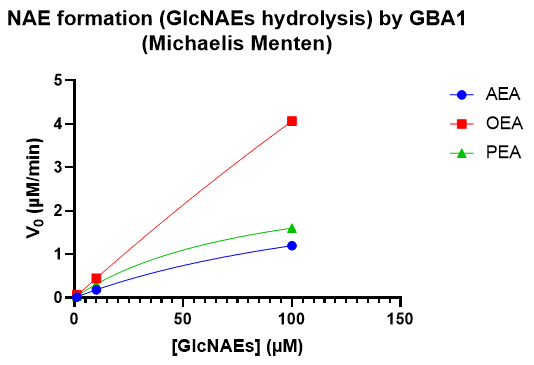 NAE formation (GlcNAEs hydrolysis) by GBA1
(Michaelis Menten)
5
4
3
2
1
0
V₀ (µM/min)
0
50
100
150
[GlcNAEs] (µM)
AEA
OEA
PEA